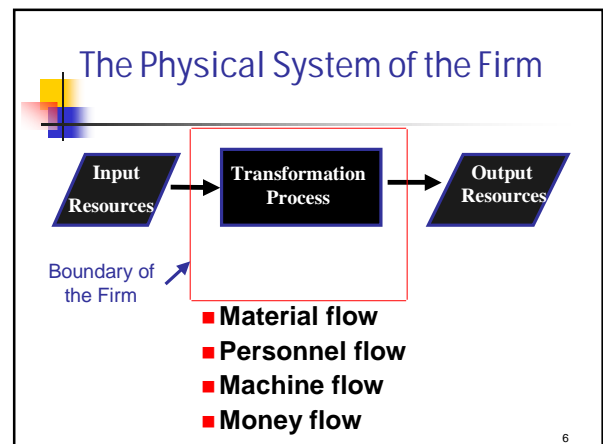 The Physical System of the Firm
Input
Resources
Transformation
Process
Output
Resources
Boundary of
the Firm
■ Material flow
■ Personnel flow
■ Machine flow
■ Money flow
6